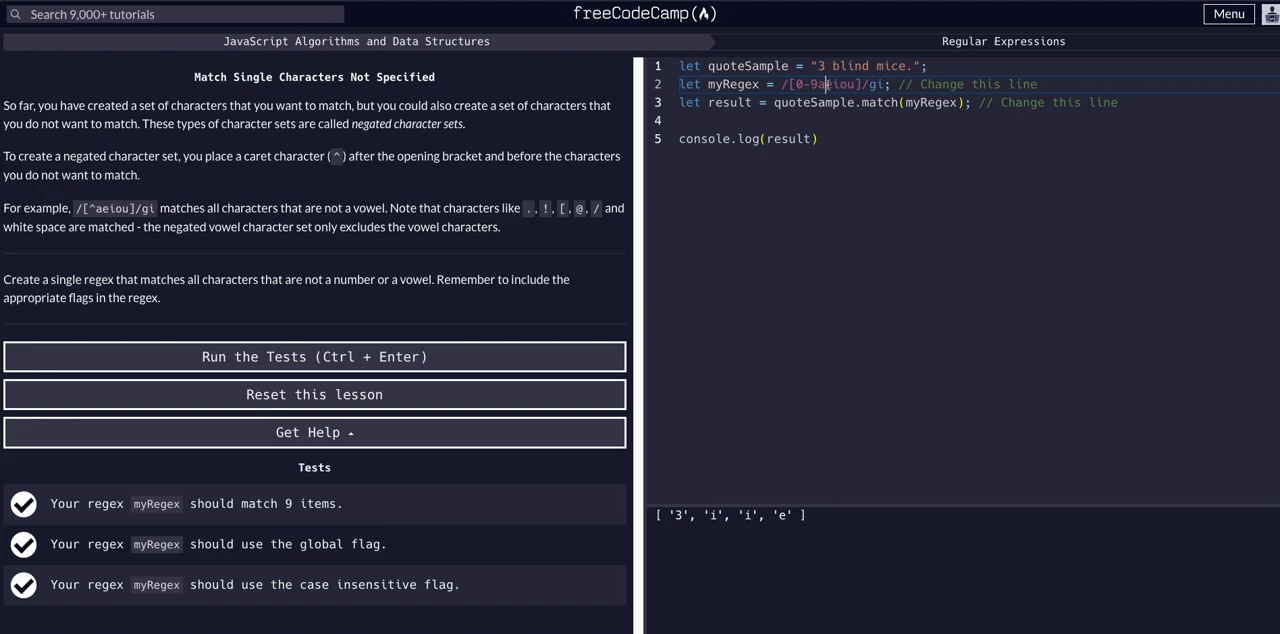 Search 9,000+ tutorials
freeCodeCamp
Menu
JavaScript Algorithms and Data Structures
Regular Expressions
Match Single Characters Not Specified
So far, you have created a set of characters that you want to match, but you could also create a set of characters that
you do not want to match. These types of character sets are called negated character sets.
To create a negated character set, you place a caret character ( ^ ) after the opening bracket and before the characters
you do not want to match.
For example, /[^aeiou]/gi matches all characters that are not a vowel. Note that characters like ., !, [, @, / and
white space are matched - the negated vowel character set only excludes the vowel characters.
Create a single regex that matches all characters that are not a number or a vowel. Remember to include the
appropriate flags in the regex.
Run the Tests (Ctrl + Enter)
Reset this lesson
Get Help
Tests
Your regex myRegex should match 9 items.
Your regex myRegex should use the global flag.
Your regex myRegex should use the case insensitive flag.
1 let quoteSample = "3 blind mice.";
2 let myRegex = /[0-9aeiou]/gi; // Change this line
3 let result = quoteSample.match(myRegex); // Change this line
4
5 console.log(result)
[ '3', 'i', 'i', 'e' ]